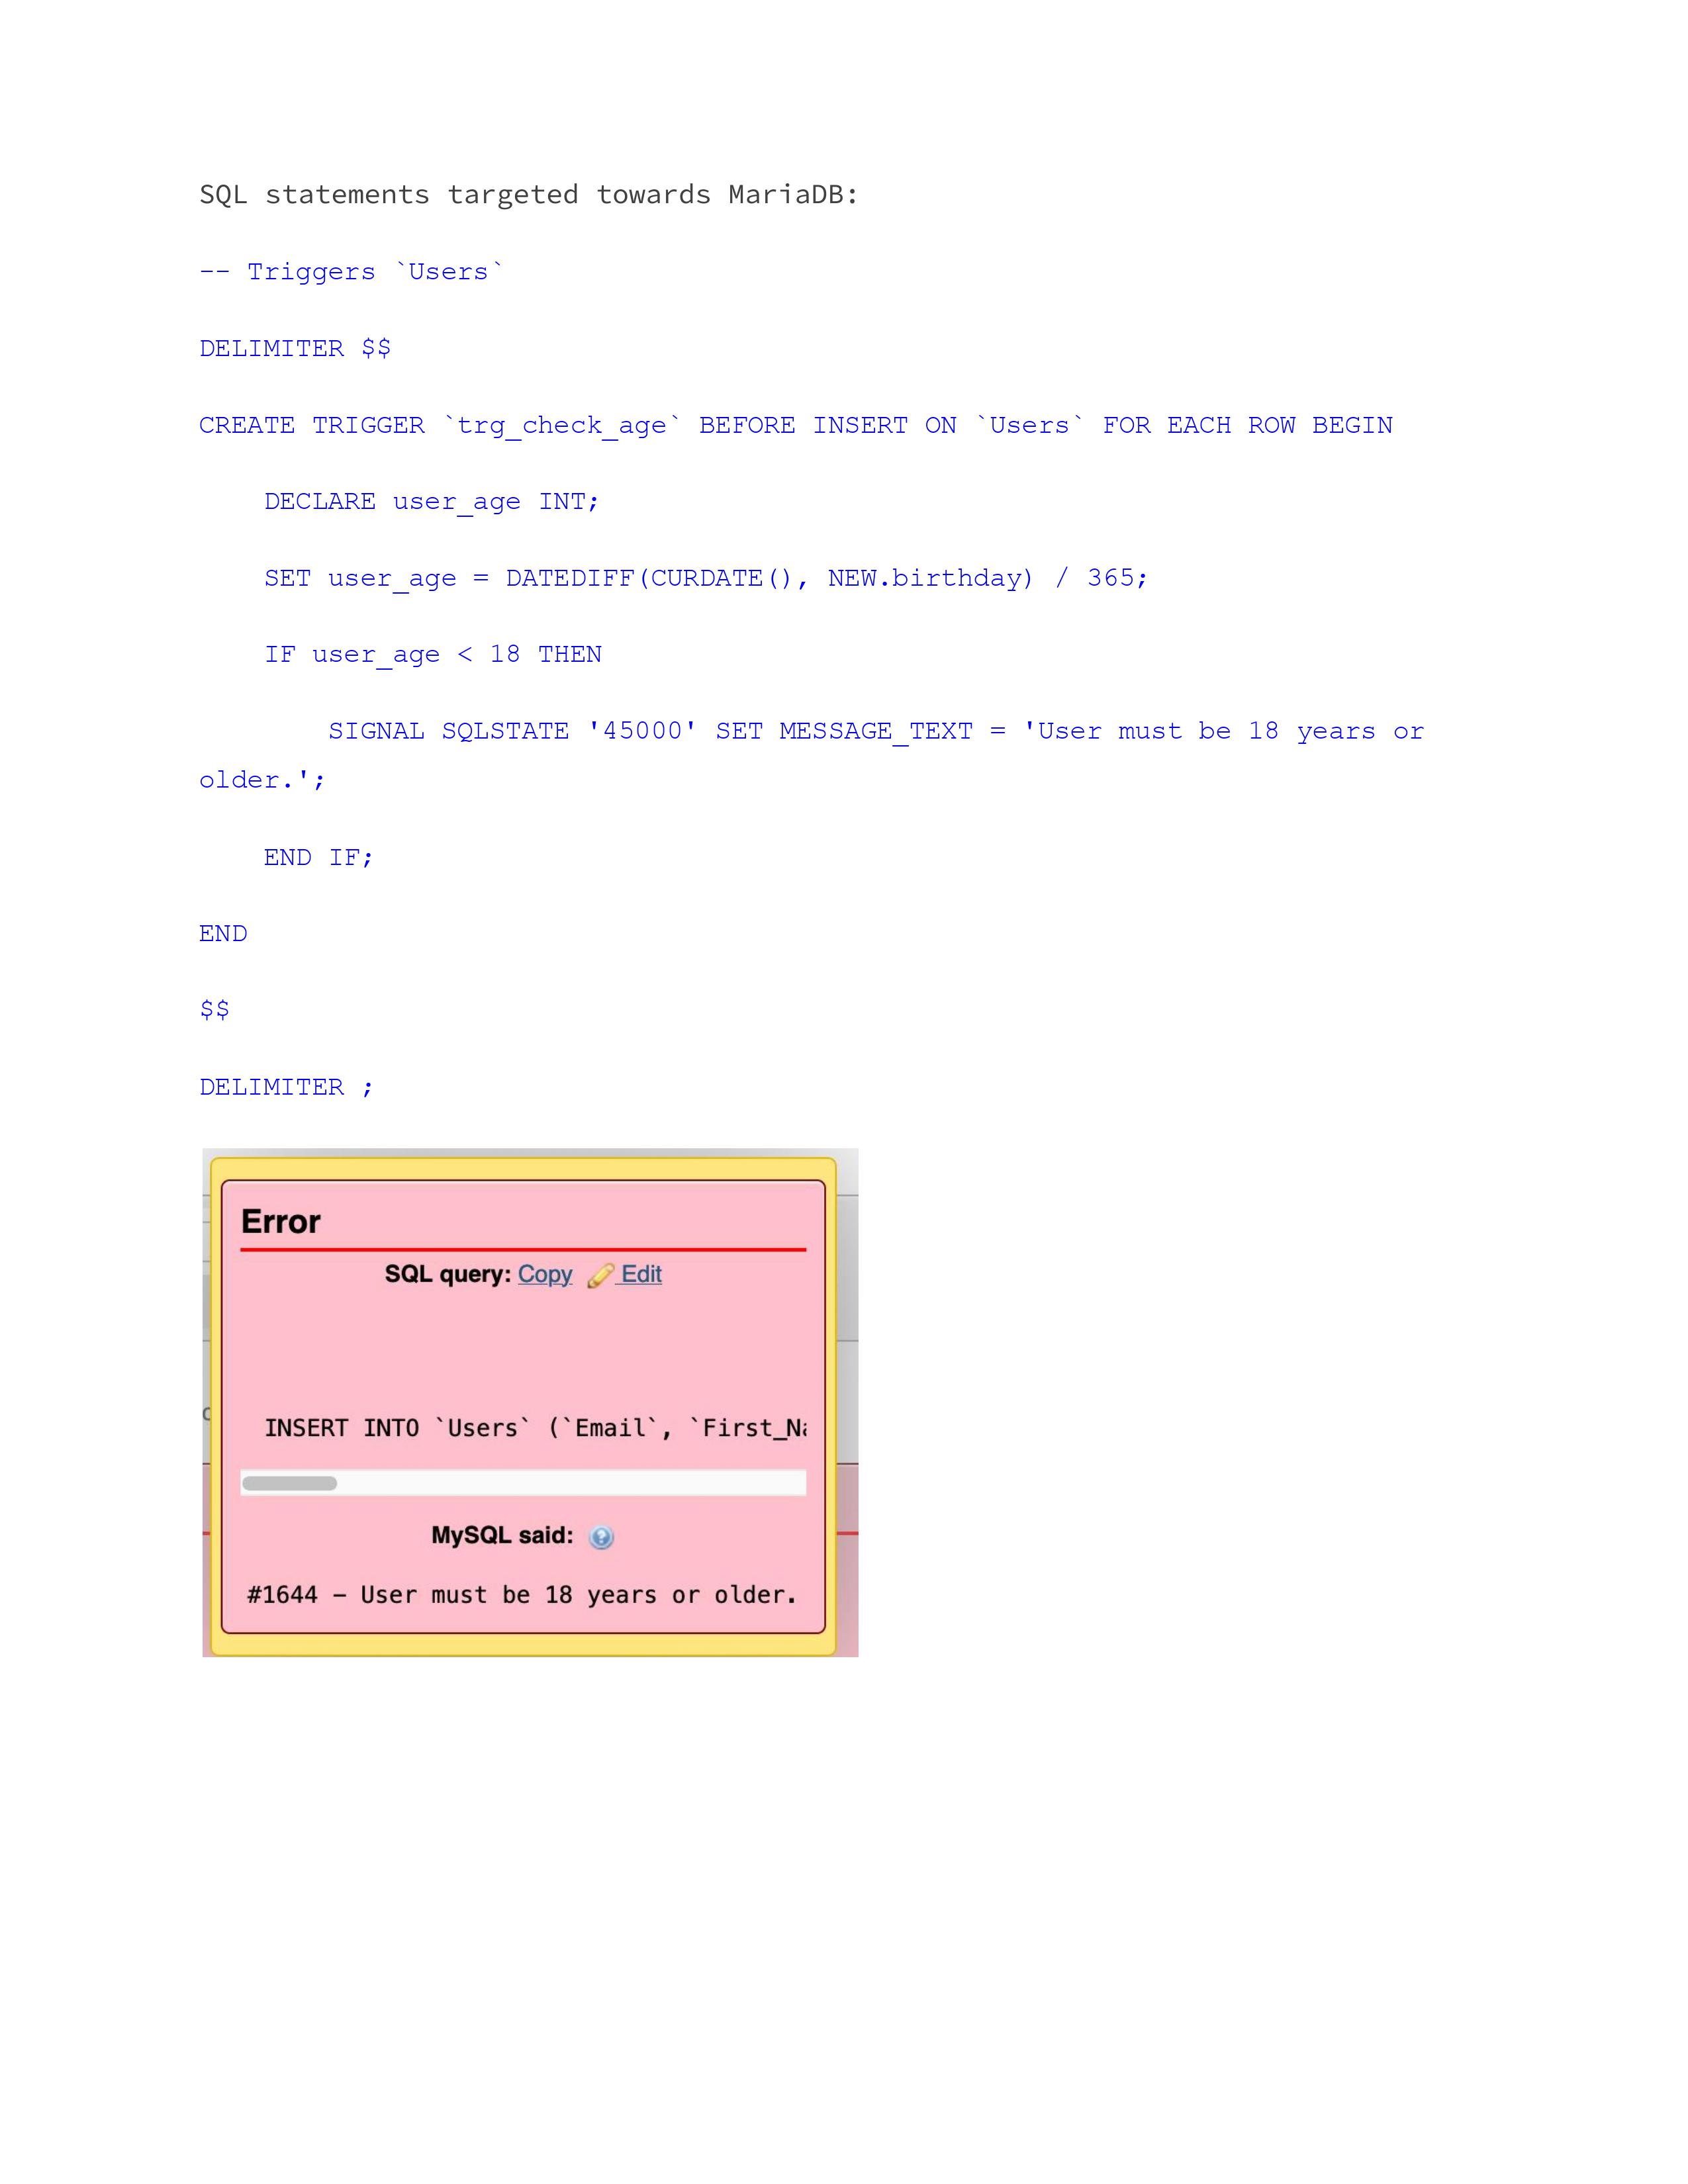 SQL statements targeted towards MariaDB:
-- Triggers `Users`
DELIMITER $$
CREATE TRIGGER `trg_check_age` BEFORE INSERT ON `Users` FOR EACH ROW BEGIN
    DECLARE user_age INT;
    SET user_age = DATEDIFF(CURDATE(), NEW.birthday) / 365;
    IF user_age < 18 THEN
        SIGNAL SQLSTATE '45000' SET MESSAGE_TEXT = 'User must be 18 years or
older.';
    END IF;
END
$$
DELIMITER ;
Error
SQL query: Copy Edit
INSERT INTO `Users` (`Email`, `First_Na
MySQL said:
#1644 – User must be 18 years or older.